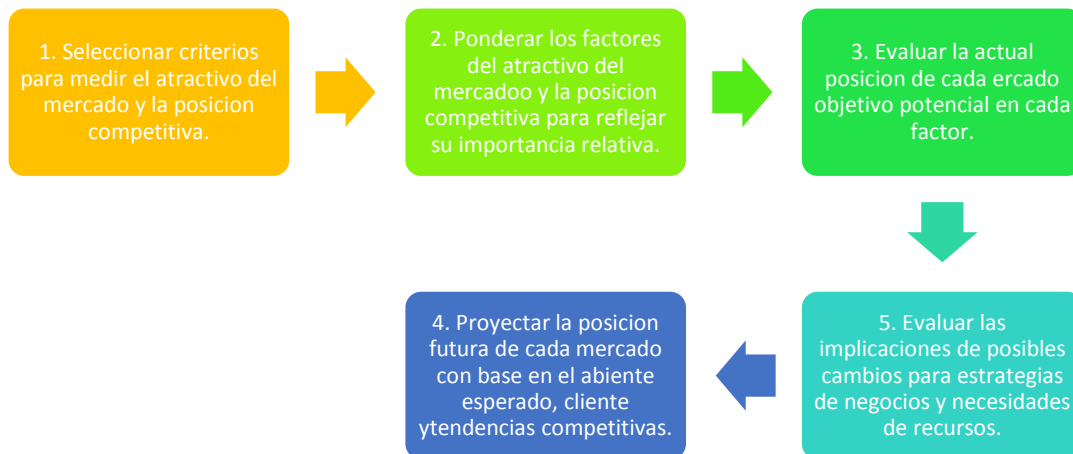 1. Seleccionar criterios
para medir el atractivo del
mercado y la posicion
competitiva.
2. Ponderar los factores
del atractivo del
mercadoo y la posicion
competitiva para reflejar
su importancia relativa.
3. Evaluar la actual
posicion de cada ercado
objetivo potencial en cada
factor.
5. Evaluar las
implicaciones de posibles
cambios para estrategias
de negocios y necesidades
de recursos.
4. Proyectar la posicion
futura de cada mercado
con base en el abiente
esperado, cliente
ytendencias competitivas.